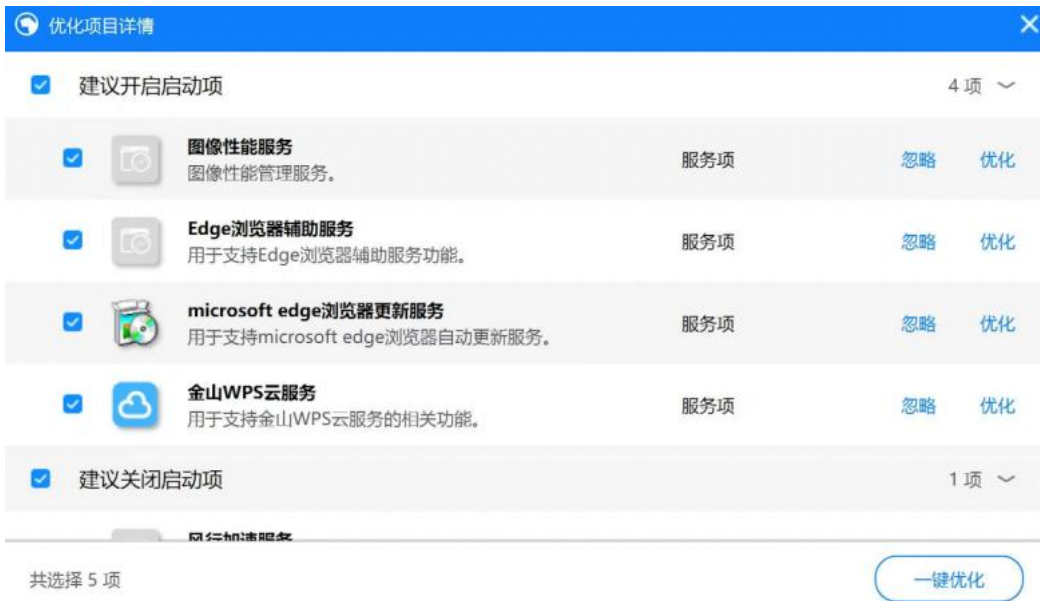 优化项目详情
建议开启启动项 4 项
图像性能服务
图像性能管理服务。
服务项 忽略 优化
Edge浏览器辅助服务
用于支持Edge浏览器辅助服务功能。
服务项 忽略 优化
microsoft edge浏览器更新服务
用于支持microsoft edge浏览器自动更新服务。
服务项 忽略 优化
金山WPS云服务
用于支持金山WPS云服务的相关功能。
服务项 忽略 优化
建议关闭启动项 1 项
风行加速服务
共选择 5 项 一键优化